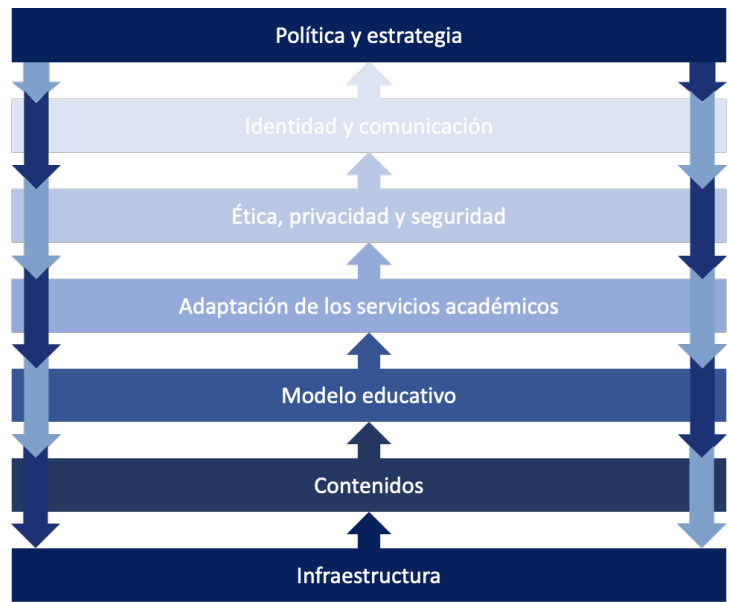 Política y estrategia
Identidad y comunicación
Ética, privacidad y seguridad
Adaptación de los servicios académicos
Modelo educativo
Contenidos
Infraestructura